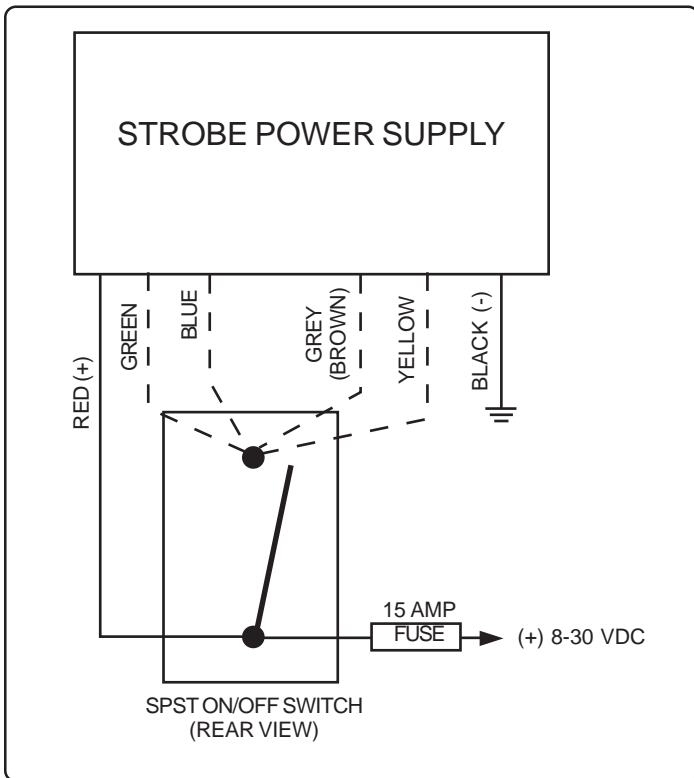 STROBE POWER SUPPLY
RED (+)
GREEN
BLUE
GREY
(BROWN)
YELLOW
BLACK (-)
15 AMP
FUSE
(+) 8-30 VDC
SPST ON/OFF SWITCH
(REAR VIEW)